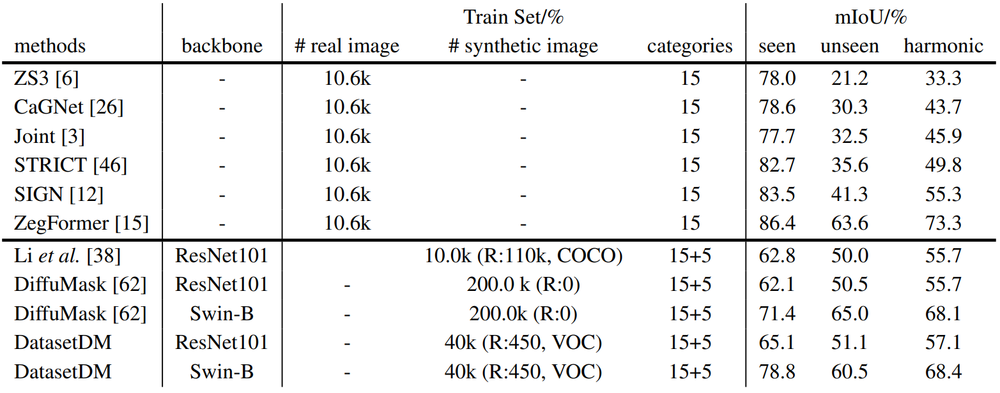 Train Set/% mIoU/%
methods backbone # real image # synthetic image categories seen unseen harmonic
ZS3 [6] - 10.6k - 15 78.0 21.2 33.3
CaGNet [26] - 10.6k - 15 78.6 30.3 43.7
Joint [3] - 10.6k - 15 77.7 32.5 45.9
STRICT [46] - 10.6k - 15 82.7 35.6 49.8
SIGN [12] - 10.6k - 15 83.5 41.3 55.3
ZegFormer [15] - 10.6k - 15 86.4 63.6 73.3
Li et al. [38] ResNet101 10.0k (R:110k, COCO) 15+5 62.8 50.0 55.7
DiffuMask [62] ResNet101 - 200.0 k (R:0) 15+5 62.1 50.5 55.7
DiffuMask [62] Swin-B - 200.0k (R:0) 15+5 71.4 65.0 68.1
DatasetDM ResNet101 - 40k (R:450, VOC) 15+5 65.1 51.1 57.1
DatasetDM Swin-B - 40k (R:450, VOC) 15+5 78.8 60.5 68.4